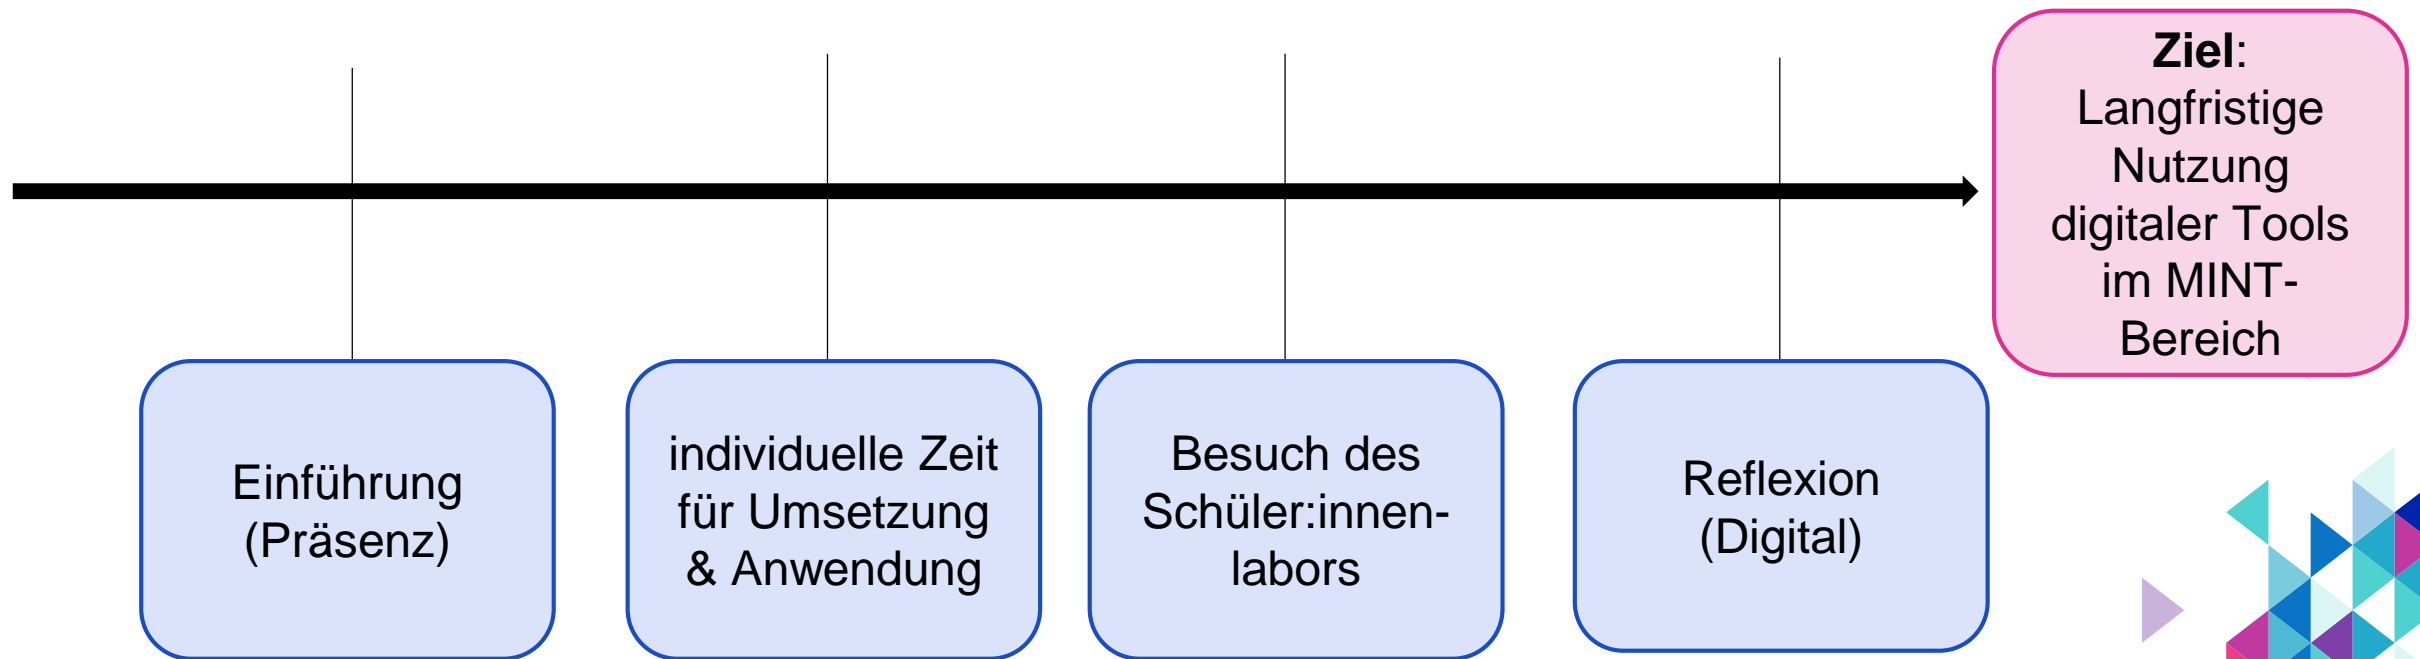 Einführung
(Präsenz)
individuelle Zeit
für Umsetzung
& Anwendung
Besuch des
Schüler:innen-
labors
Reflexion
(Digital)
Ziel:
Langfristige
Nutzung
digitaler Tools
im MINT-
Bereich